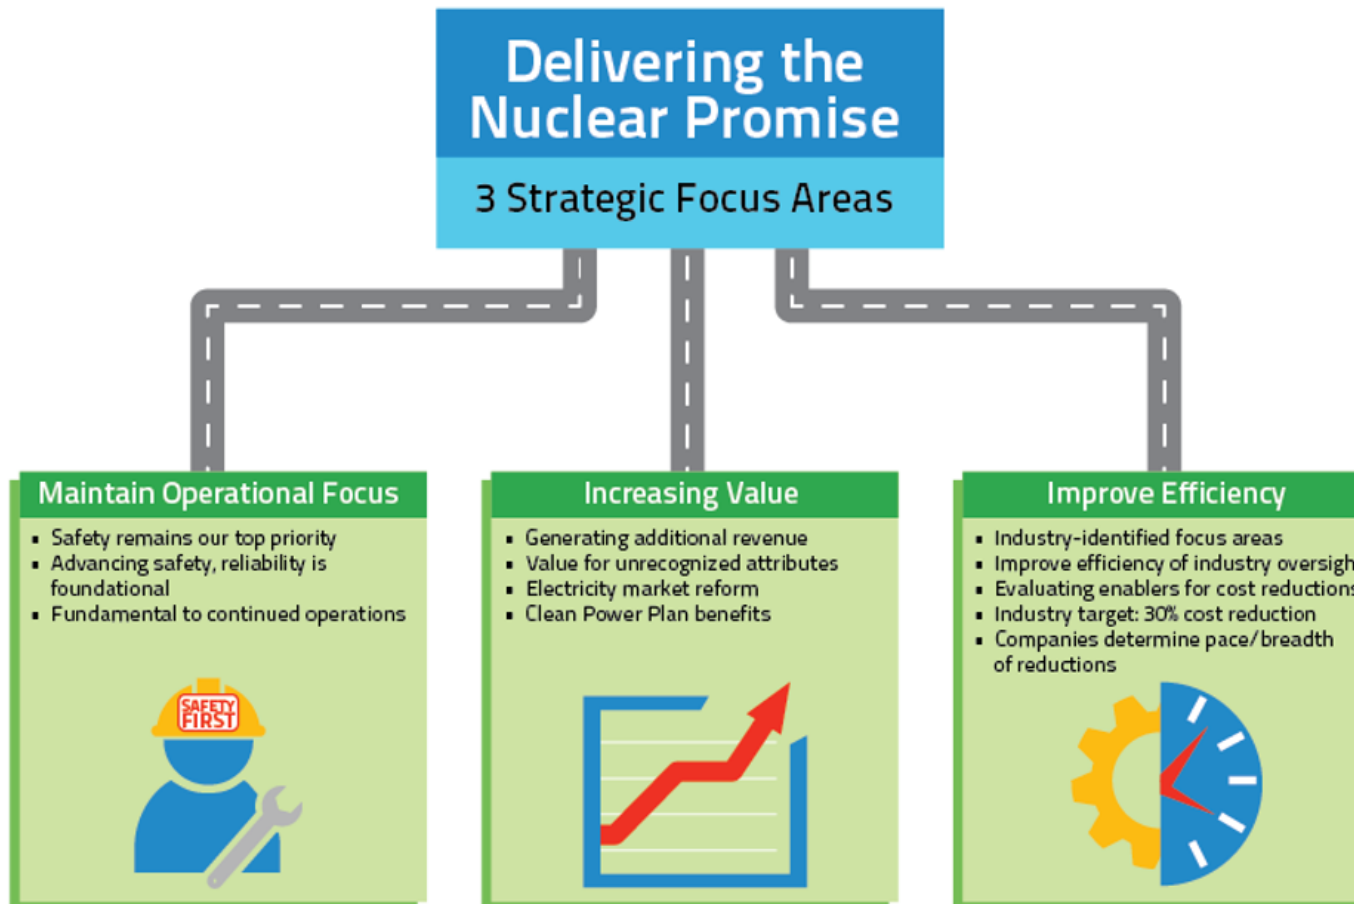 Delivering the
Nuclear Promise
3 Strategic Focus Areas
Maintain Operational Focus
▪ Safety remains our top priority
▪ Advancing safety, reliability is
foundational
▪ Fundamental to continued operations
SAFETY
FIRST
Increasing Value
▪ Generating additional revenue
▪ Value for unrecognized attributes
▪ Electricity market reform
▪ Clean Power Plan benefits
Improve Efficiency
▪ Industry-identified focus areas
▪ Improve efficiency of industry oversigh
▪ Evaluating enablers for cost reductions
▪ Industry target: 30% cost reduction
▪ Companies determine pace/breadth
of reductions